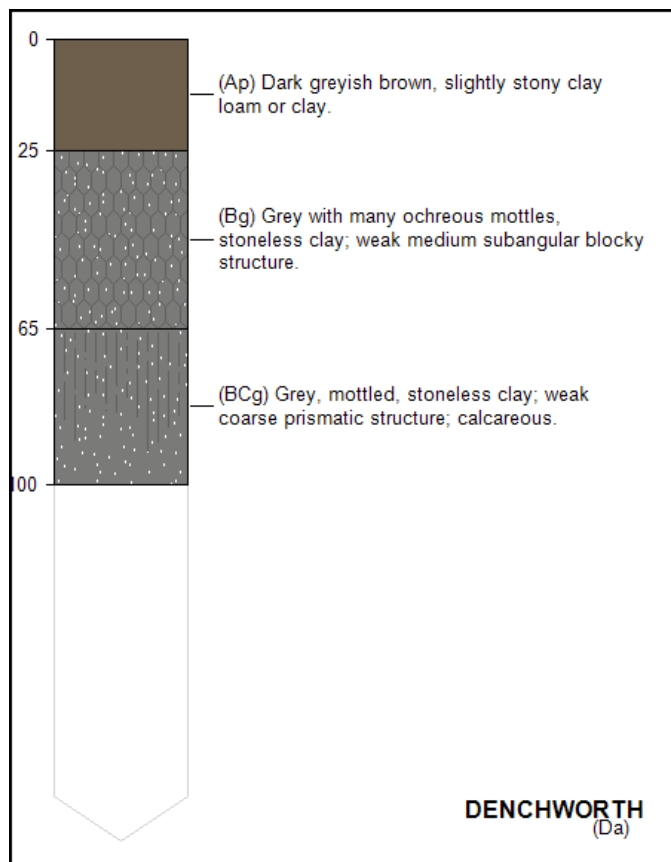 0
(Ap) Dark greyish brown, slightly stony clay
loam or clay.
25
(Bg) Grey with many ochreous mottles,
stoneless clay; weak medium subangular blocky
structure.
65
(BCg) Grey, mottled, stoneless clay; weak
coarse prismatic structure; calcareous.
100
DENCHWORTH
(Da)